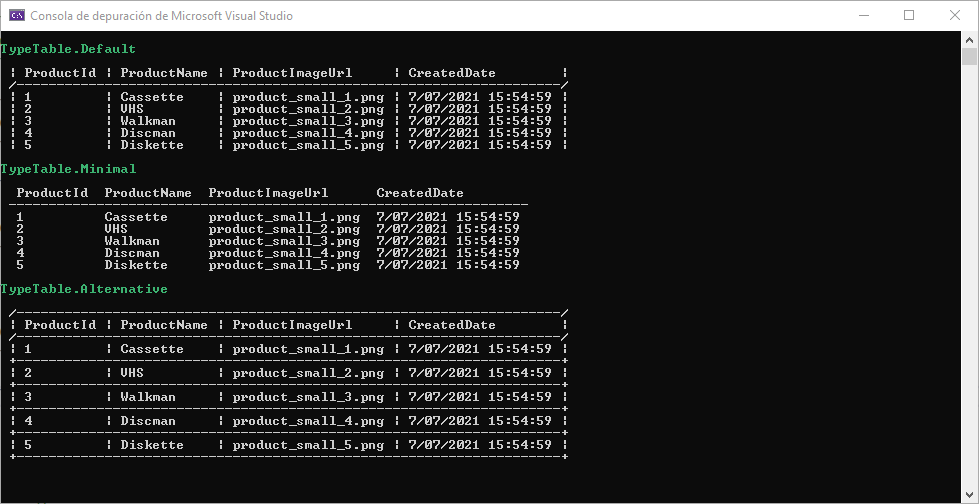 Consola de depuración de Microsoft Visual Studio
TypeTable.Default
¦ ProductId ¦ ProductName ¦ ProductImageUrl ¦ CreatedDate ¦
/--------------------------------------------------------------------/
¦ 1 ¦ Cassette ¦ product_small_1.png ¦ 7/07/2021 15:54:59 ¦
¦ 2 ¦ VHS ¦ product_small_2.png ¦ 7/07/2021 15:54:59 ¦
¦ 3 ¦ Walkman ¦ product_small_3.png ¦ 7/07/2021 15:54:59 ¦
¦ 4 ¦ Discman ¦ product_small_4.png ¦ 7/07/2021 15:54:59 ¦
¦ 5 ¦ Diskette ¦ product_small_5.png ¦ 7/07/2021 15:54:59 ¦
TypeTable.Minimal
ProductId ProductName ProductImageUrl CreatedDate
-----------------------------------------------------------------
1 Cassette product_small_1.png 7/07/2021 15:54:59
2 VHS product_small_2.png 7/07/2021 15:54:59
3 Walkman product_small_3.png 7/07/2021 15:54:59
4 Discman product_small_4.png 7/07/2021 15:54:59
5 Diskette product_small_5.png 7/07/2021 15:54:59
TypeTable.Alternative
/--------------------------------------------------------------------/
¦ ProductId ¦ ProductName ¦ ProductImageUrl ¦ CreatedDate ¦
/--------------------------------------------------------------------/
¦ 1 ¦ Cassette ¦ product_small_1.png ¦ 7/07/2021 15:54:59 ¦
+--------------------------------------------------------------------+
¦ 2 ¦ VHS ¦ product_small_2.png ¦ 7/07/2021 15:54:59 ¦
+--------------------------------------------------------------------+
¦ 3 ¦ Walkman ¦ product_small_3.png ¦ 7/07/2021 15:54:59 ¦
+--------------------------------------------------------------------+
¦ 4 ¦ Discman ¦ product_small_4.png ¦ 7/07/2021 15:54:59 ¦
+--------------------------------------------------------------------+
¦ 5 ¦ Diskette ¦ product_small_5.png ¦ 7/07/2021 15:54:59 ¦
+--------------------------------------------------------------------+